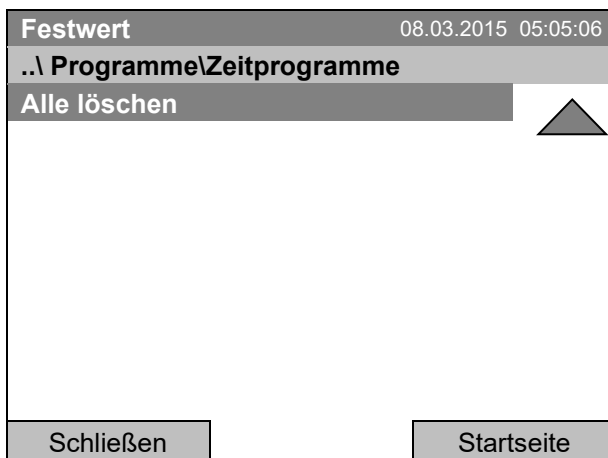 Festwert 08.03.2015 05:05:06
..\ Programme\Zeitprogramme
Alle löschen
Schließen Startseite